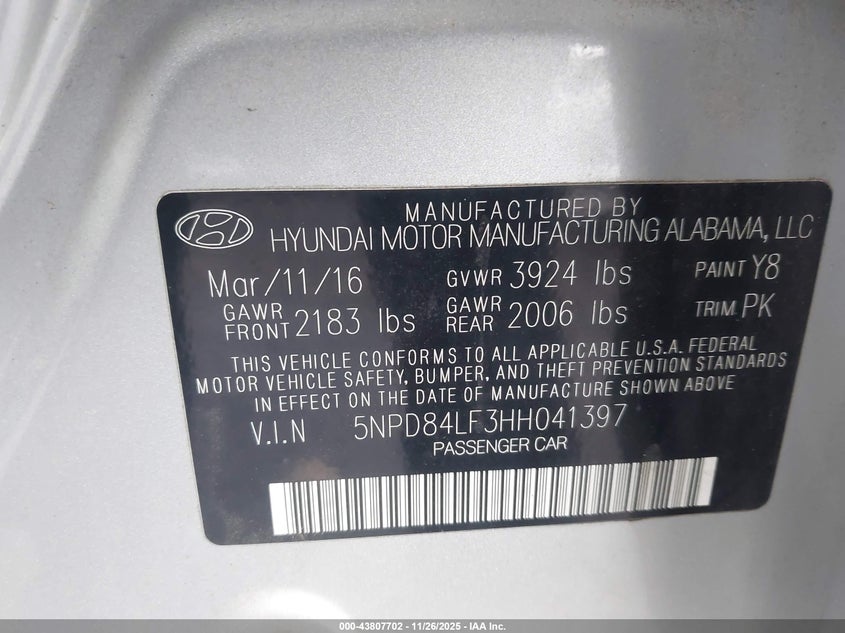 MANUFACTURED BY
HYUNDAI MOTOR MANUFACTURING ALABAMA, LLC
Mar/11/16 GVWR 3924 lbs PAINT Y8
GAWR FRONT 2183 lbs GAWR REAR 2006 lbs TRIM PK
THIS VEHICLE CONFORMS TO ALL APPLICABLE U.S.A. FEDERAL
MOTOR VEHICLE SAFETY, BUMPER, AND THEFT PREVENTION STANDARDS
IN EFFECT ON THE DATE OF MANUFACTURE SHOWN ABOVE
V.I.N 5NPD84LF3HH041397
PASSENGER CAR
000-43807702 - 11/26/2025 - IAA Inc.